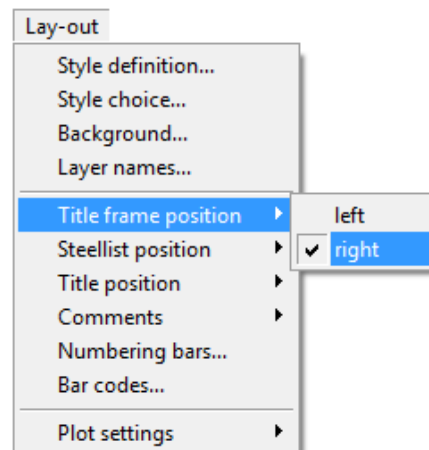 Lay-out
Style definition...
Style choice...
Background...
Layer names...
Title frame position
left
Steellist position
right
Title position
Comments
Numbering bars...
Bar codes...
Plot settings